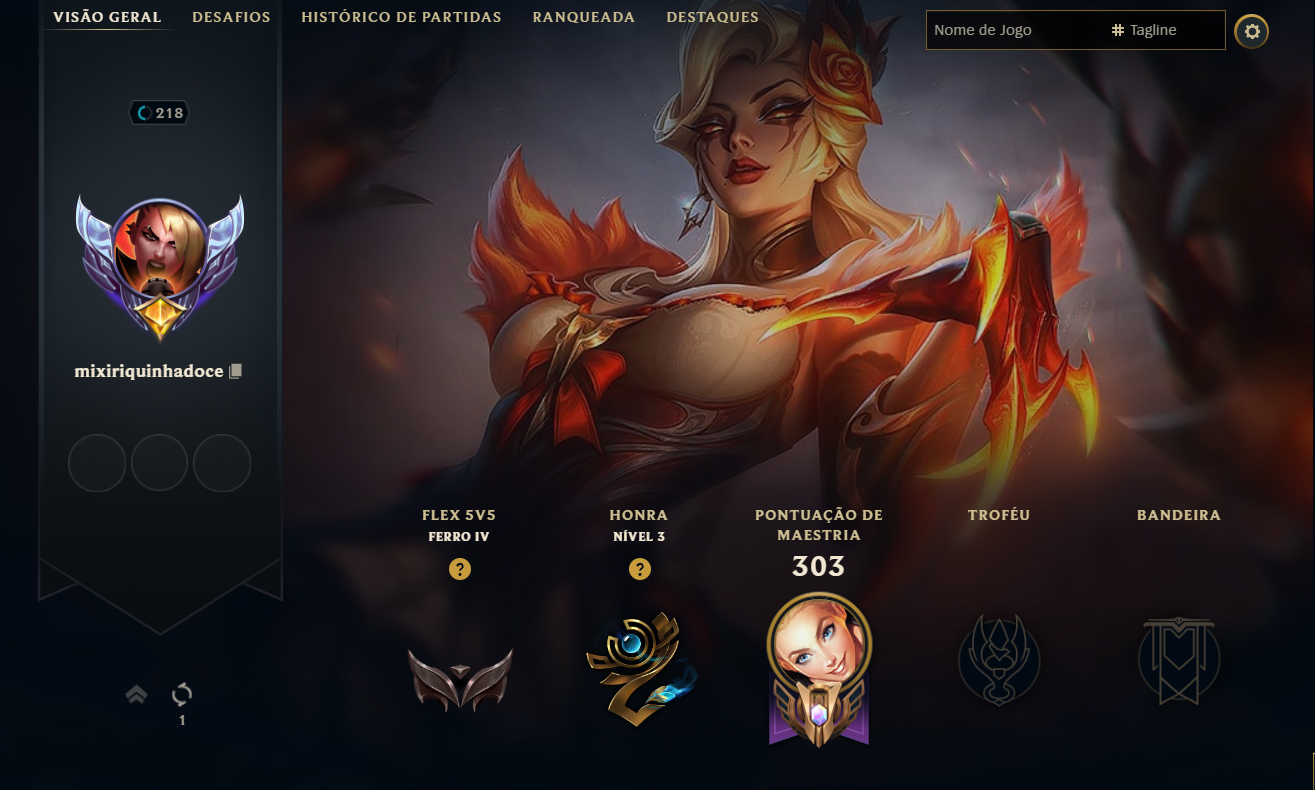 VISÃO GERAL
DESAFIOS
HISTÓRICO DE PARTIDAS
RANQUEADA
DESTAQUES
Nome de Jogo
# Tagline
218
mixiriquinhadoce
FLEX 5V5
FERRO IV
?
HONRA
NÍVEL 3
?
PONTUAÇÃO DE
MAESTRIA
303
TROFÉU
BANDEIRA
1